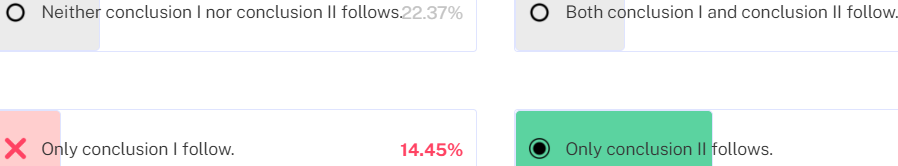 Neither conclusion I nor conclusion II follows. 22.37%
Both conclusion I and conclusion II follow.
Only conclusion I follow. 14.45%
Only conclusion II follows.